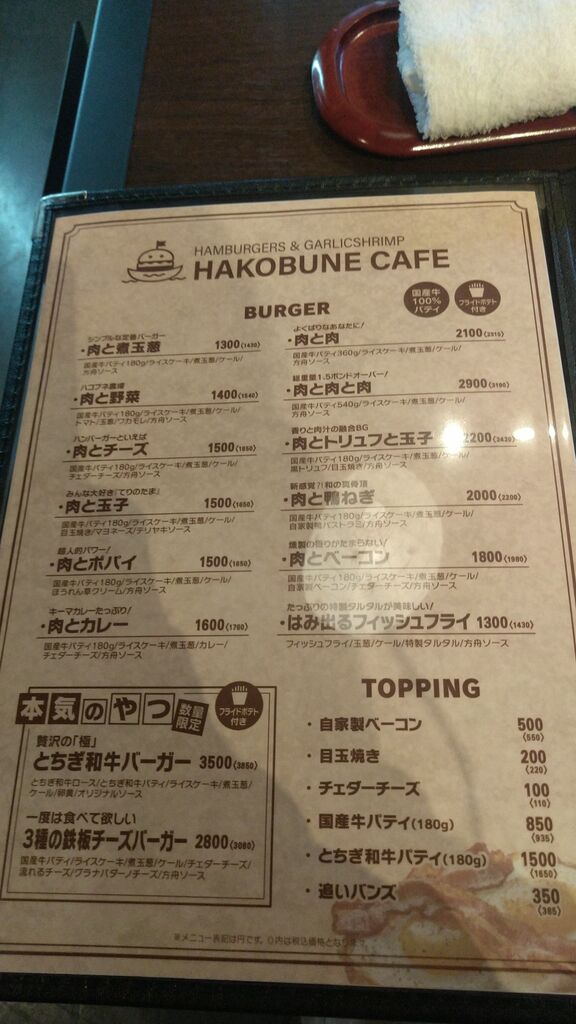 HAMBURGERS & GARLICSHRIMP
HAKOBUNE CAFE
BURGER
国産牛
100%
パティ
フライドポテト
付き
シンプルな定番バーガー
・肉と煮玉葱 1300(1430)
国産牛パティ180g/ライスケーキ/煮玉葱/ケール/
方舟ソース
ハコブネ農場
・肉と野菜 1400(1540)
国産牛パティ180g/ライスケーキ/煮玉葱/ケール/
トマト/玉葱/ワカモレ/方舟ソース
ハンバーガーといえば
・肉とチーズ 1500(1650)
国産牛パティ180g/ライスケーキ/煮玉葱/ケール/
チェダーチーズ/方舟ソース
みんな大好き「てりのたま」
・肉と玉子 1500(1650)
国産牛パティ180g/ライスケーキ/煮玉葱/ケール/
目玉焼き/マヨネーズ/テリヤキソース
超人的パワー!
・肉とポパイ 1500(1650)
国産牛パティ180g/ライスケーキ/煮玉葱/ケール/
ほうれん草クリーム/方舟ソース
キーマカレーたっぷり!
・肉とカレー 1600(1760)
国産牛パティ180g/ライスケーキ/煮玉葱/カレー/
チェダーチーズ/方舟ソース
よくばりなあなたに!
・肉と肉 2100(2310)
国産牛パティ360g/ライスケーキ/煮玉葱/ケール/
方舟ソース
総重量1.5ポンドオーバー!
・肉と肉と肉 2900(3190)
国産牛パティ540g/ライスケーキ/煮玉葱/ケール/
方舟ソース
香りと肉汁の融合BG
・肉とトリュフと玉子 2200(2420)
国産牛パティ180g/ライスケーキ/煮玉葱/ケール/
黒トリュフ/目玉焼き/方舟ソース
新感覚?!和の真骨頂
・肉と鴨ねぎ 2000(2200)
国産牛パティ180g/ライスケーキ/煮玉葱/ケール/
自家製鴨パストラミ/方舟ソース
燻製の香りがたまらない!
・肉とベーコン 1800(1980)
国産牛パティ180g/ライスケーキ/煮玉葱/ケール/
自家製ベーコン/チェダーチーズ/方舟ソース
たっぷりの特製タルタルが美味しい!
・はみ出るフィッシュフライ 1300(1430)
フィッシュフライ/玉葱/ケール/特製タルタル/方舟ソース
本気のやつ 数量
限定
フライドポテト
付き
贅沢の「極」
とちぎ和牛バーガー 3500(3850)
とちぎ和牛ロース/とちぎ和牛パティ/ライスケーキ/煮玉葱/
ケール/卵黄/オリジナルソース
一度は食べて欲しい
3種の鉄板チーズバーガー 2800(3080)
国産牛パティ/ライスケーキ/煮玉葱/ケール/チェダーチーズ/
流れるチーズ/グラナパダーノチーズ/方舟ソース
TOPPING
・自家製ベーコン 500
(550)
・目玉焼き 200
(220)
・チェダーチーズ 100
(110)
・国産牛パティ(180g) 850
(935)
・とちぎ和牛パティ(180g) 1500
(1650)
・追いバンズ 350
(385)
※メニュー表記は円です。()内は税込価格となります。